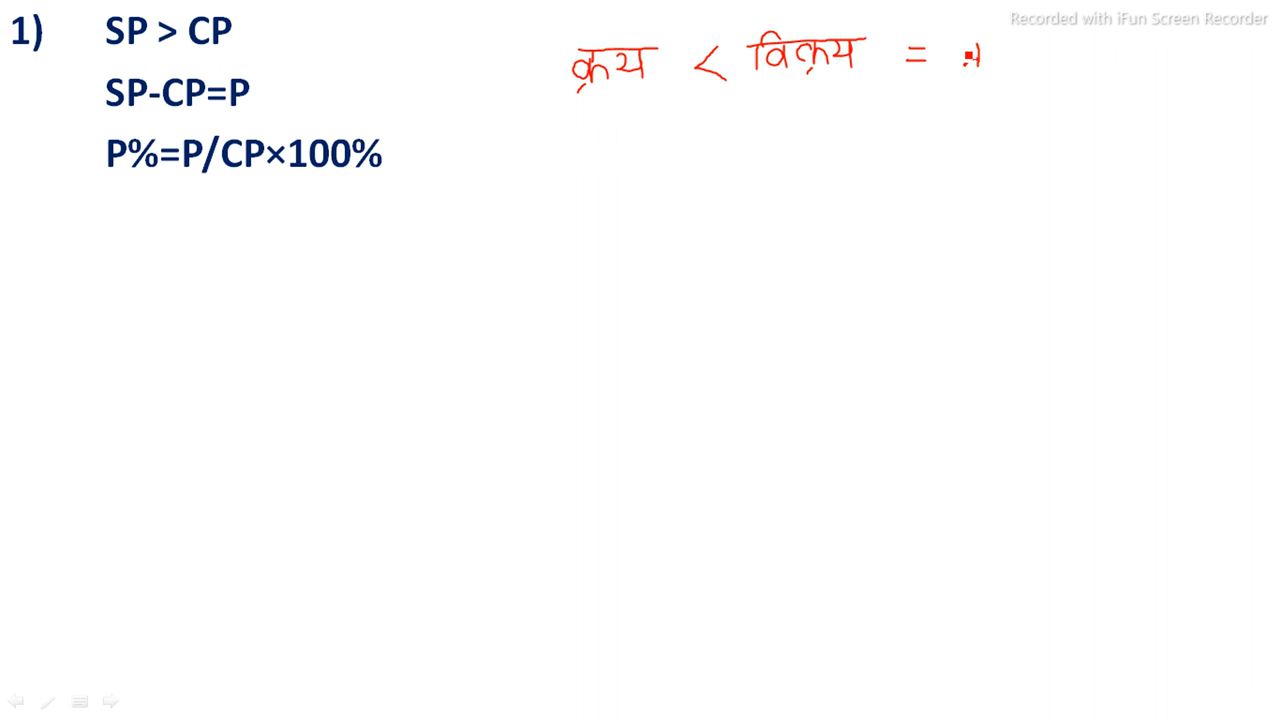 1) SP > CP
SP-CP=P
P%=P/CP×100%
क्रय < विक्रय =
Recorded with iFun Screen Recorder